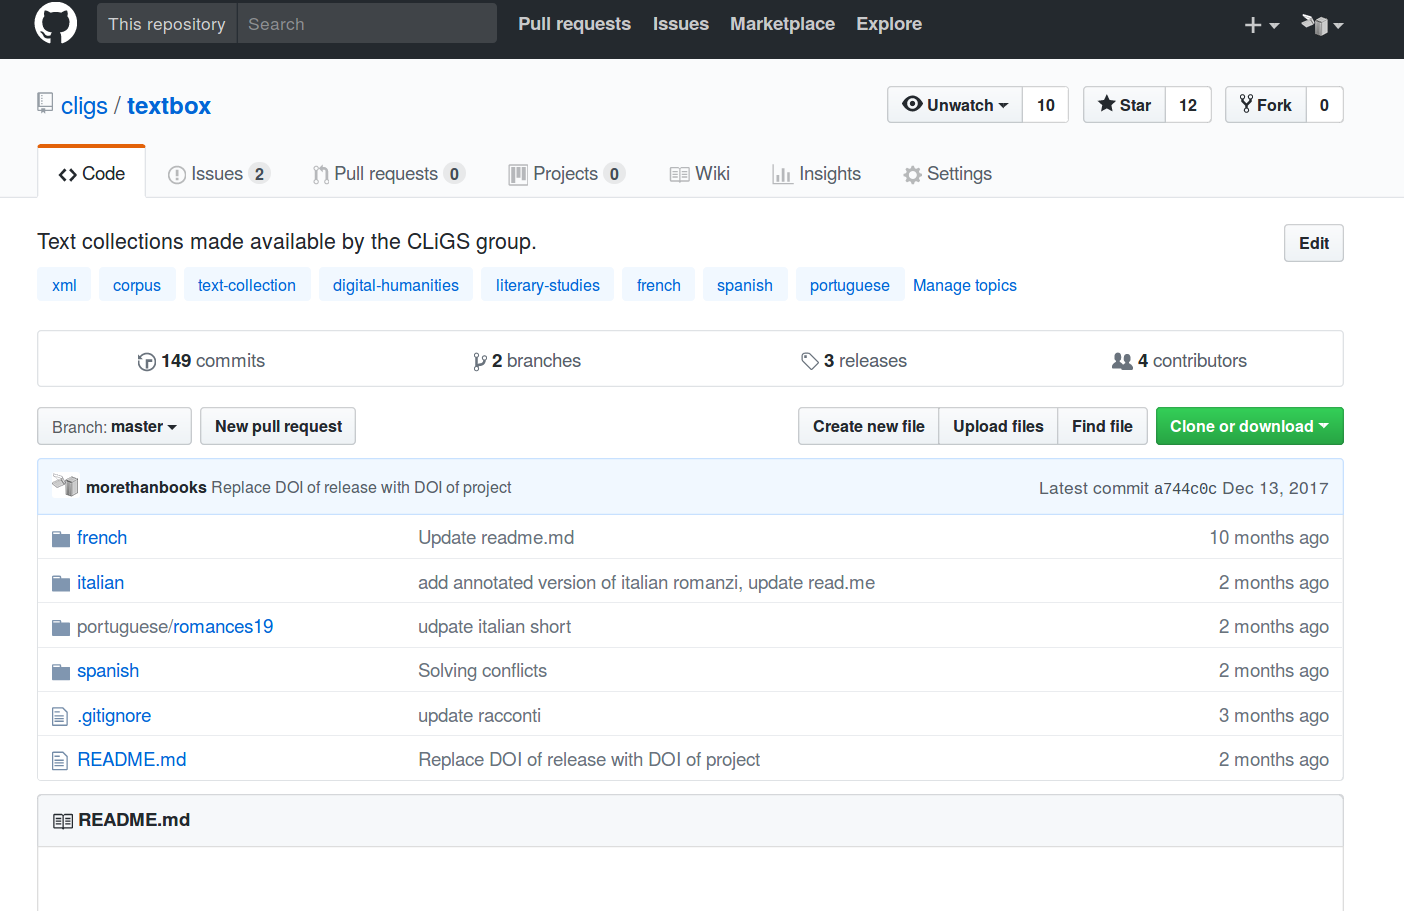 This repository Search Pull requests Issues Marketplace Explore
cligs / textbox Unwatch 10 Star 12 Fork 0
Code Issues 2 Pull requests 0 Projects 0 Wiki Insights Settings
Text collections made available by the CLiGS group. Edit
xml corpus text-collection digital-humanities literary-studies french spanish portuguese Manage topics
149 commits 2 branches 3 releases 4 contributors
Branch: master New pull request Create new file Upload files Find file Clone or download
morethanbooks Replace DOI of release with DOI of project Latest commit a744c0c Dec 13, 2017
french Update readme.md 10 months ago
italian add annotated version of italian romanzi, update read.me 2 months ago
portuguese/romances19 udpate italian short 2 months ago
spanish Solving conflicts 2 months ago
.gitignore update racconti 3 months ago
README.md Replace DOI of release with DOI of project 2 months ago
README.md